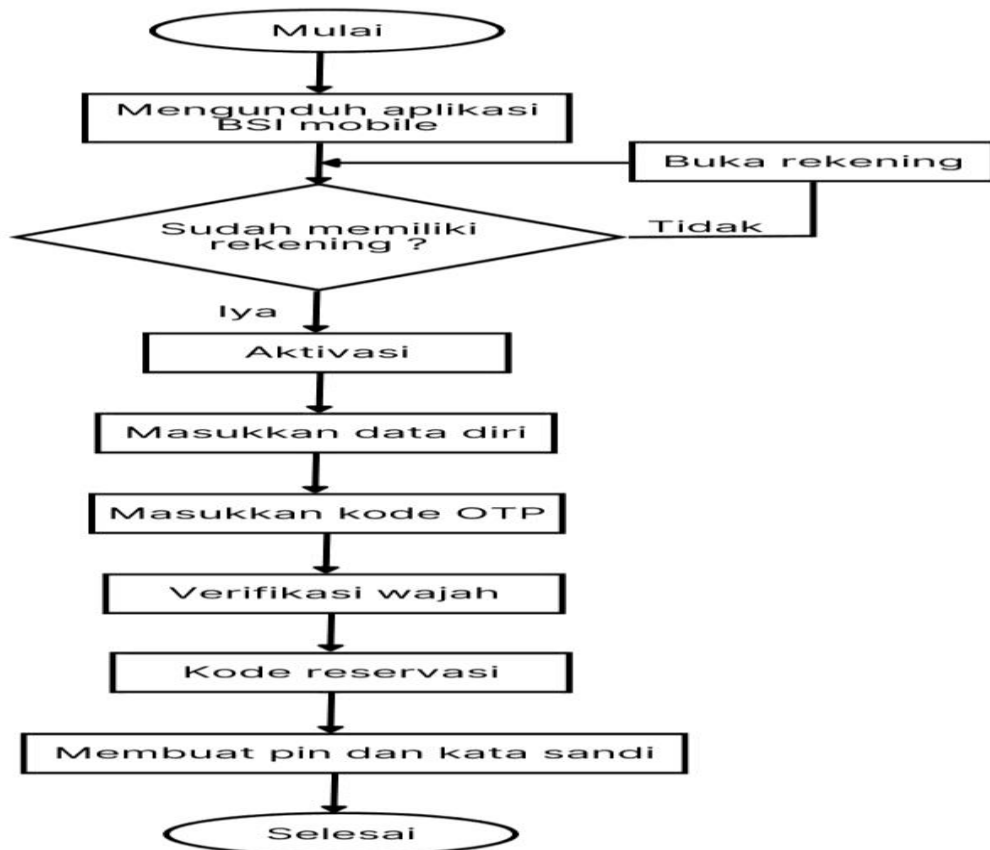 Mulai
Mengunduh aplikasi
BSI mobile
Buka rekening
Sudah memiliki
rekening ?
Tidak
Iya
Aktivasi
Masukkan data diri
Masukkan kode OTP
Verifikasi wajah
Kode reservasi
Membuat pin dan kata sandi
Selesai